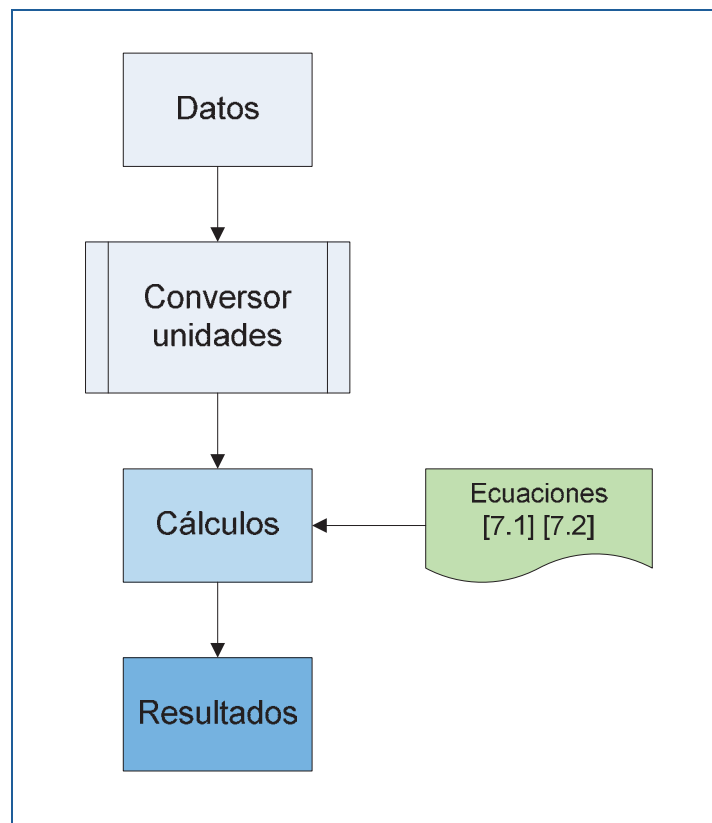 Datos
Conversor
unidades
Cálculos
Ecuaciones
[7.1] [7.2]
Resultados